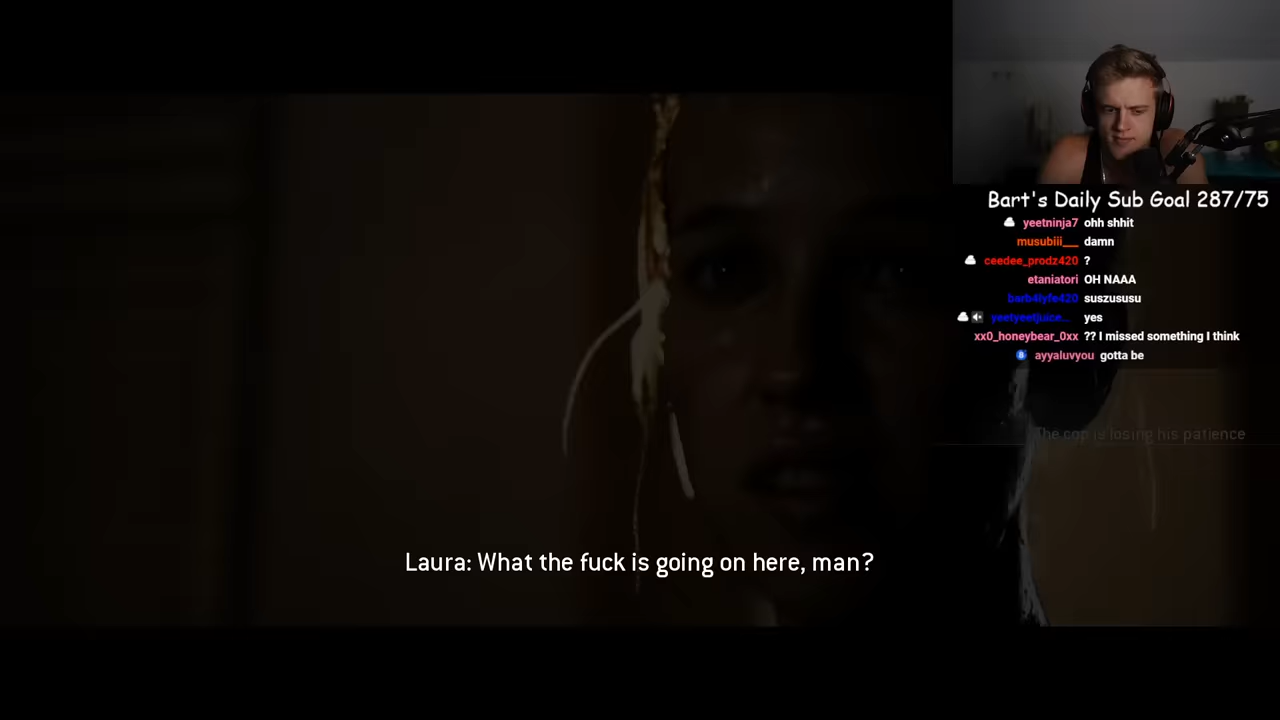 Bart's Daily Sub Goal 287/75
yeetninja7 ohh shhit
musubiii___ damn
ceedee_prodz420 ?
etaniatori OH NAAA
barb4lyfe420 suszususu
yeetyeetjuice... yes
xx0_honeybear_0xx ?? I missed something I think
ayyaluvyou gotta be
The cop is losing his patience
Laura: What the fuck is going on here, man?